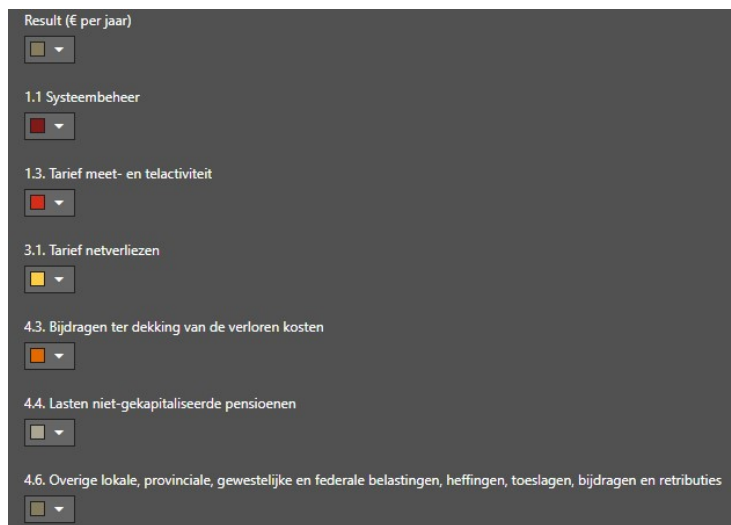 Result (€ per jaar)
1.1 Systeembeheer
1.3. Tarief meet- en telactiviteit
3.1. Tarief netverliezen
4.3. Bijdragen ter dekking van de verloren kosten
4.4. Lasten niet-gekapitaliseerde pensioenen
4.6. Overige lokale, provinciale, gewestelijke en federale belastingen, heffingen, toeslagen, bijdragen en retributies